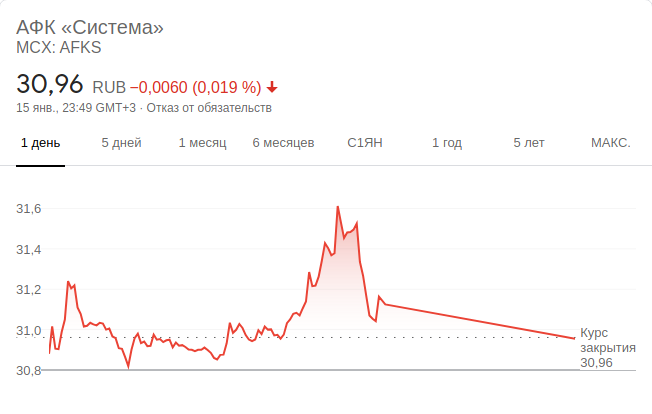 АФК «Система»
MCX: AFKS
30,96 RUB −0,0060 (0,019 %)
15 янв., 23:49 GMT+3 · Отказ от обязательств
1 день 5 дней 1 месяц 6 месяцев С1ЯН 1 год 5 лет МАКС.
31,6
31,4
31,2
31,0
30,8
Курс
закрытия
30,96